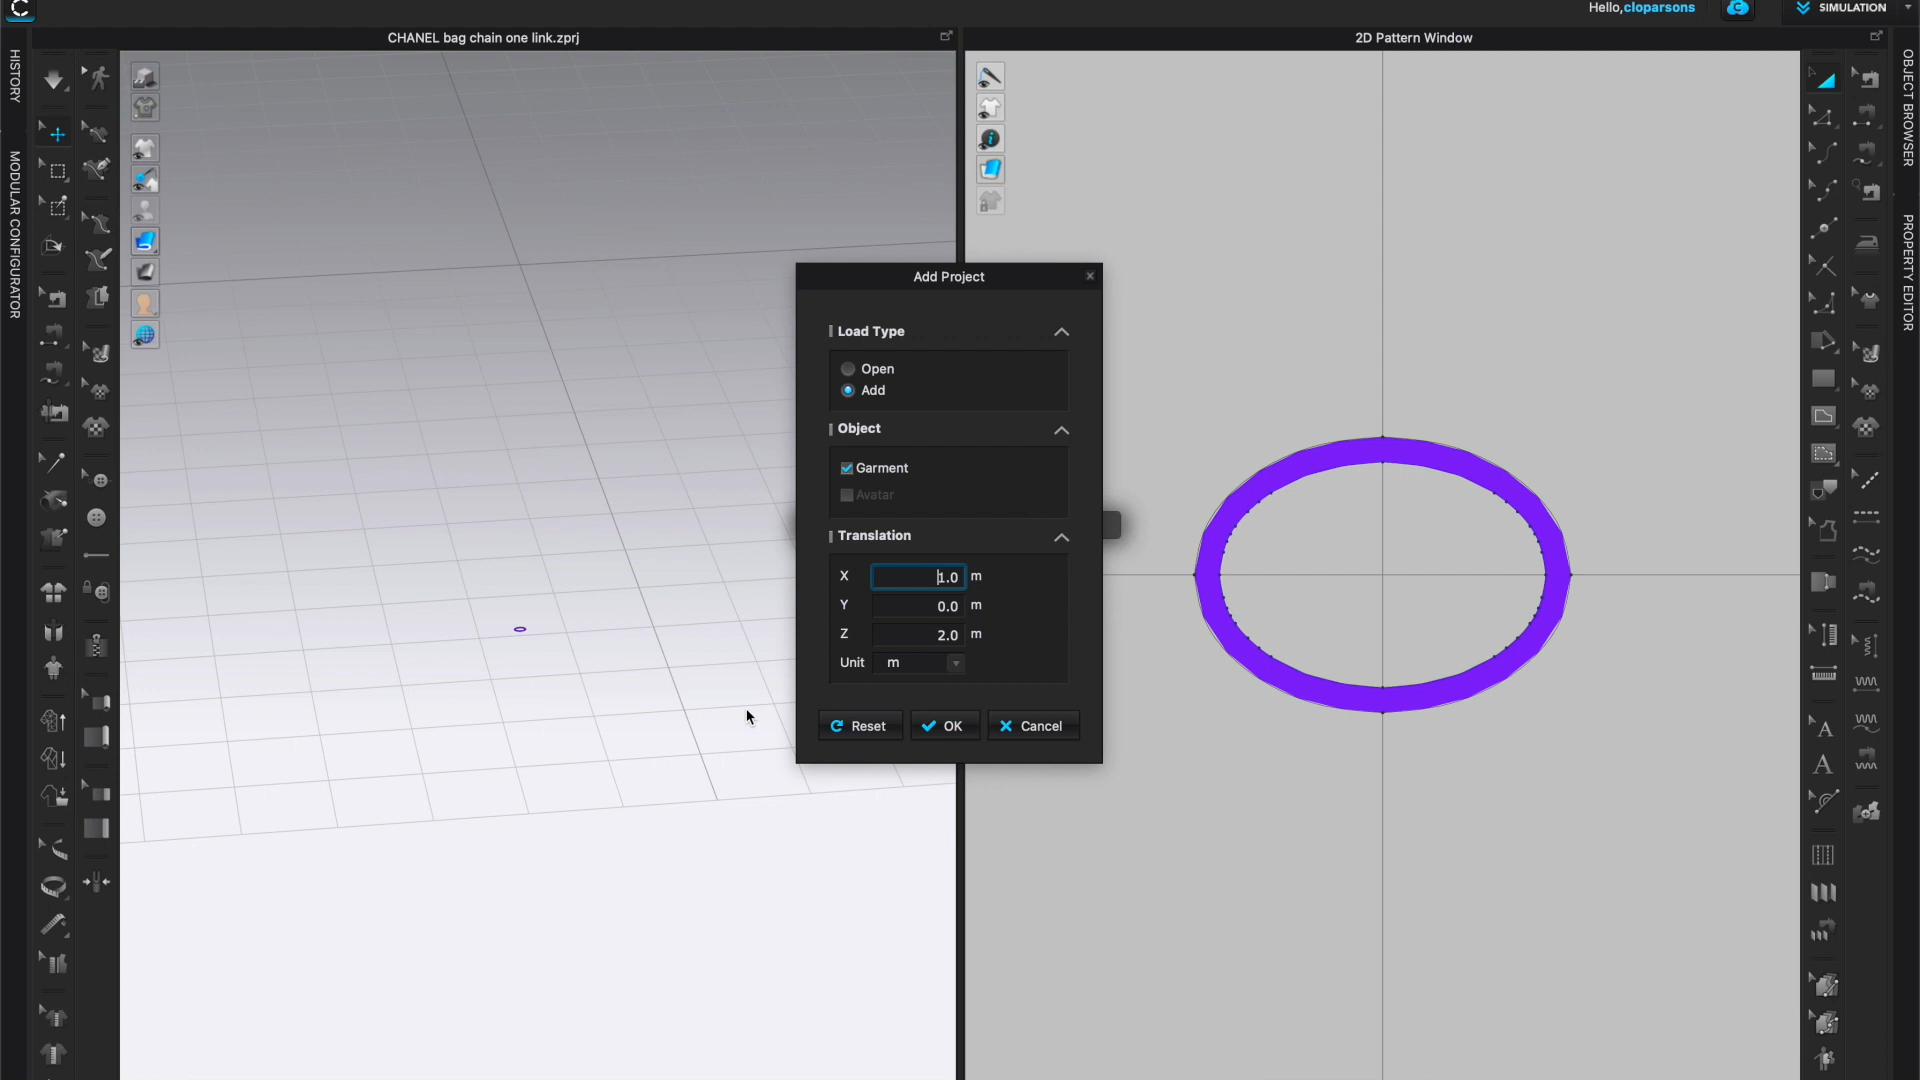 Hello,cloparsons
SIMULATION
CHANEL bag chain one link.zprj
2D Pattern Window
HISTORY
MODULAR CONFIGURATOR
OBJECT BROWSER
PROPERTY EDITOR
Add Project
Load Type
Open
Add
Object
Garment
Avatar
Translation
X 1.0 m
Y 0.0 m
Z 2.0 m
Unit m
Reset OK Cancel